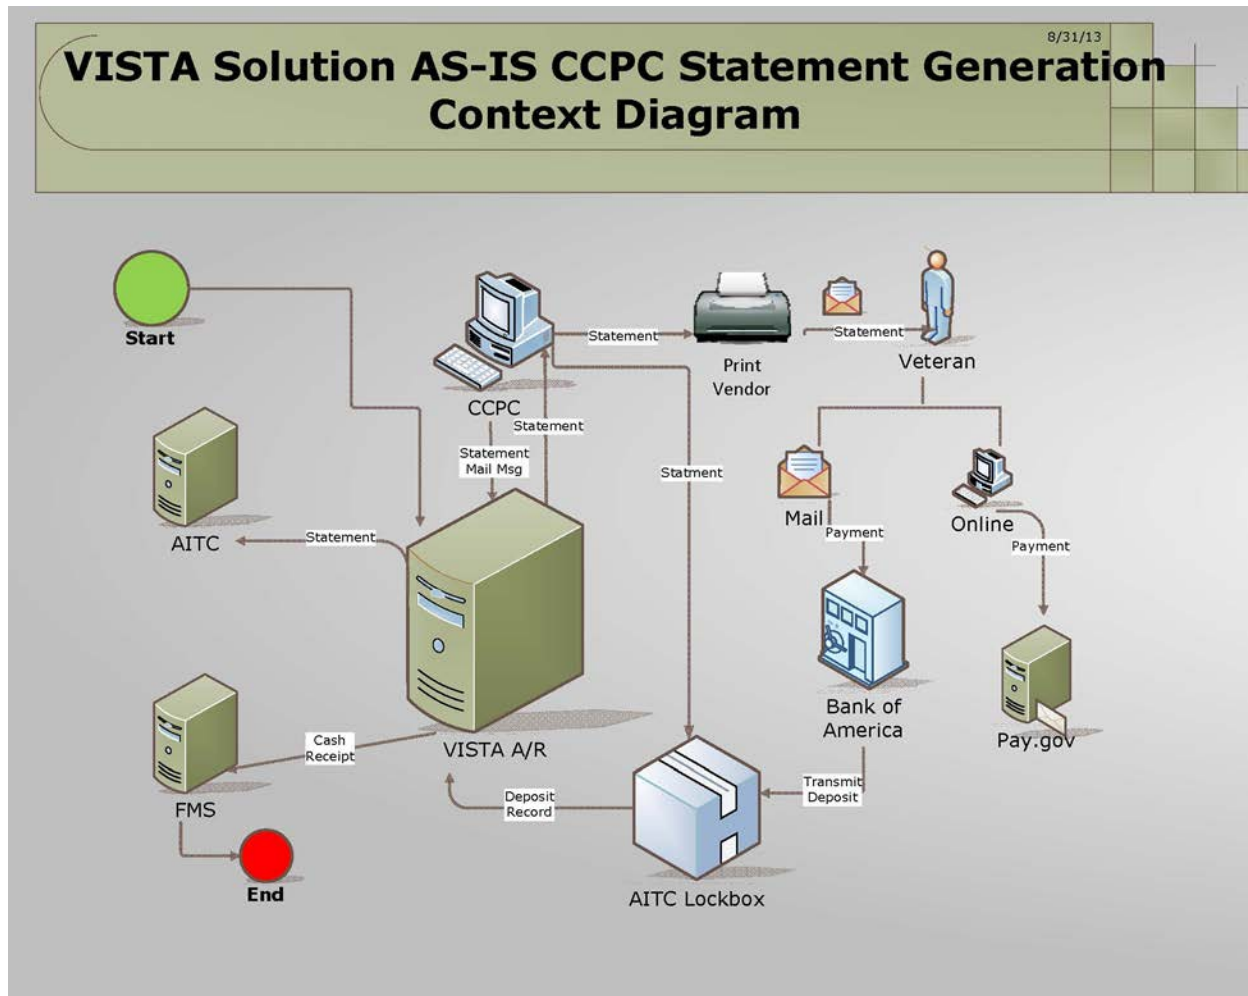 8/31/13
VISTA Solution AS-IS CCPC Statement Generation
Context Diagram
Start
CCPC
Statement
Print
Vendor
Statement
Veteran
Statement
Statement
Mail Msg
Statment
AITC
Statement
Mail
Payment
Online
Payment
VISTA A/R
Bank of
America
Pay.gov
Cash
Receipt
FMS
Deposit
Record
Transmit
Deposit
AITC Lockbox
End